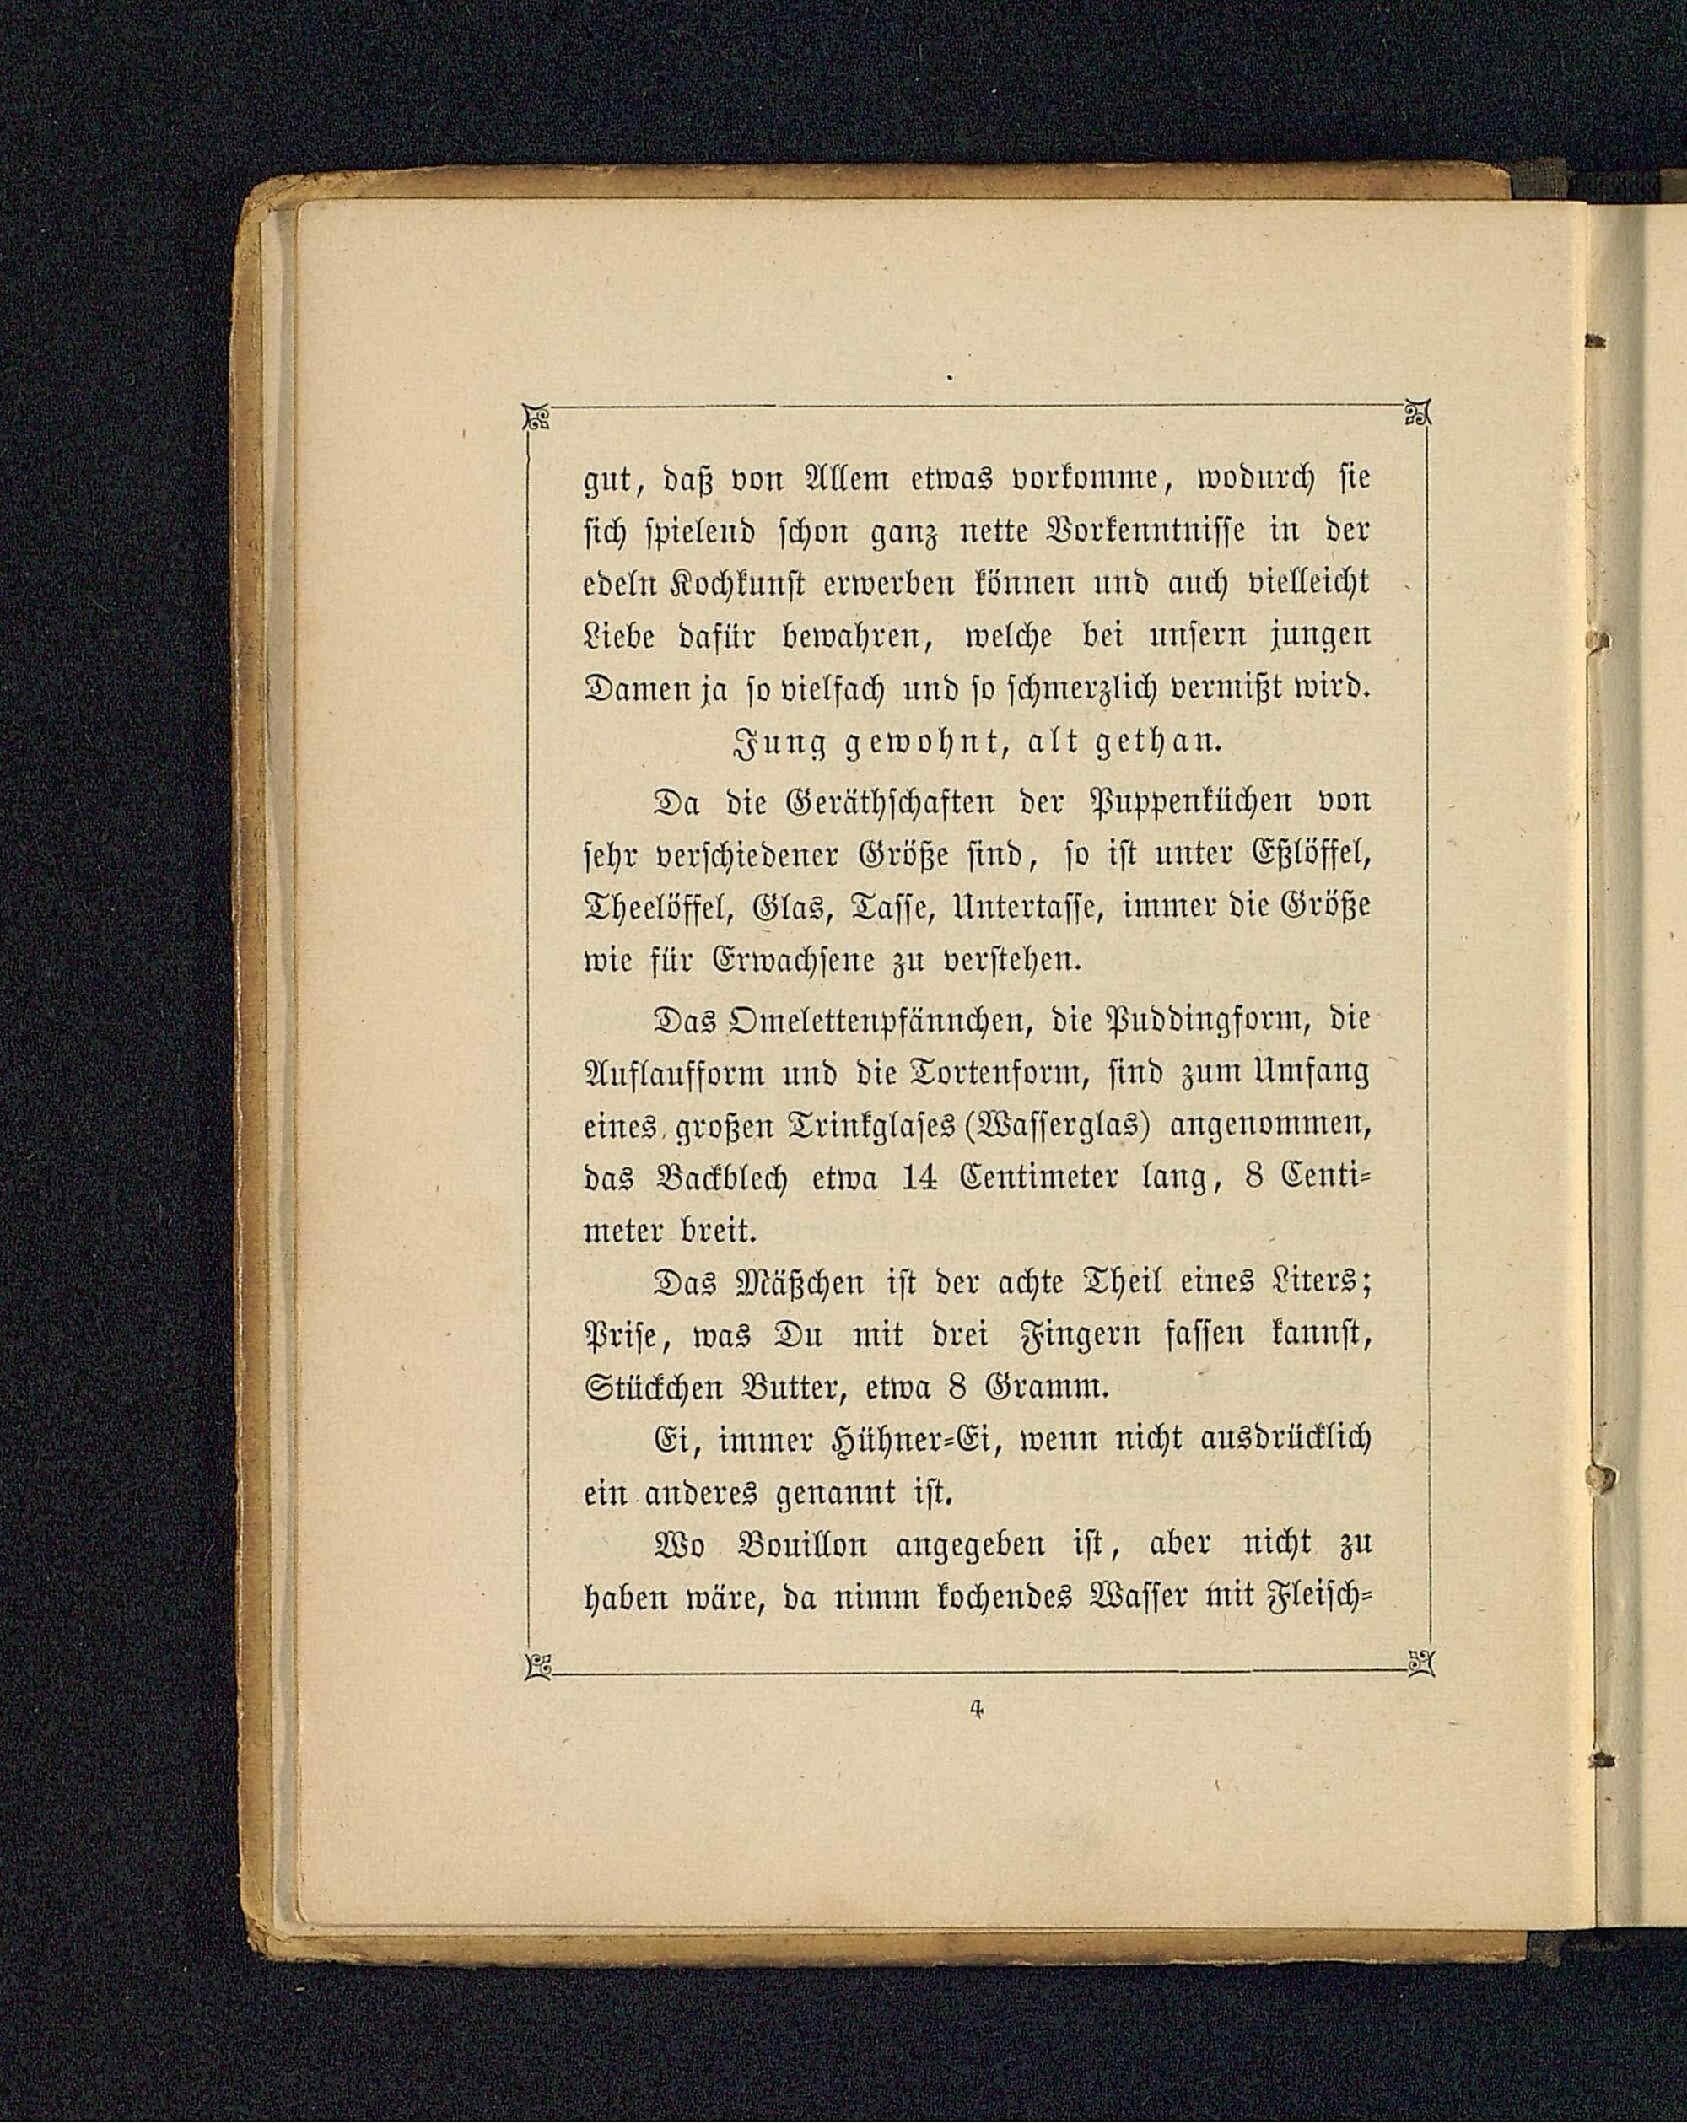 gut, daß von Allem etwas vorkomme, wodurch sie
sich spielend schon ganz nette Vorkenntnisse in der
edeln Kochkunst erwerben können und auch vielleicht
Liebe dafür bewahren, welche bei unsern jungen
Damen ja so vielfach und so schmerzlich vermißt wird.
Jung gewohnt, alt gethan.
Da die Geräthschaften der Puppenküchen von
sehr verschiedener Größe sind, so ist unter Eßlöffel,
Theelöffel, Glas, Tasse, Untertasse, immer die Größe
wie für Erwachsene zu verstehen.
Das Omelettenpfännchen, die Puddingform, die
Auflaufform und die Tortenform, sind zum Umfang
eines großen Trinkglases (Wasserglas) angenommen,
das Backblech etwa 14 Centimeter lang, 8 Centi-
meter breit.
Das Mäßchen ist der achte Theil eines Liters;
Prise, was Du mit drei Fingern fassen kannst,
Stückchen Butter, etwa 8 Gramm.
Ei, immer Hühner-Ei, wenn nicht ausdrücklich
ein anderes genannt ist.
Wo Bouillon angegeben ist, aber nicht zu
haben wäre, da nimm kochendes Wasser mit Fleisch-
4